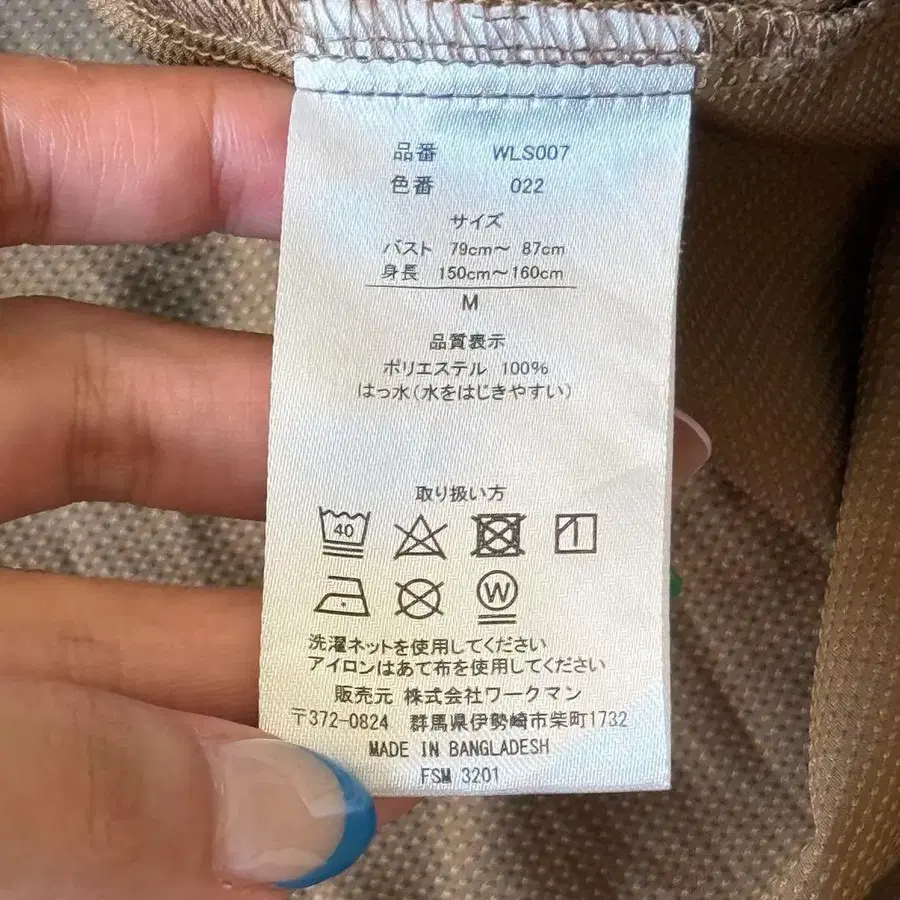 品番 WLS007
色番 022
サイズ
バスト 79cm〜 87cm
身長 150cm〜160cm
M
品質表示
ポリエステル 100%
はっ水(水をはじきやすい)
取り扱い方
40
W
洗濯ネットを使用してください
アイロンはあて布を使用してください
販売元 株式会社ワークマン
〒372-0824 群馬県伊勢崎市柴町1732
MADE IN BANGLADESH
FSM 3201